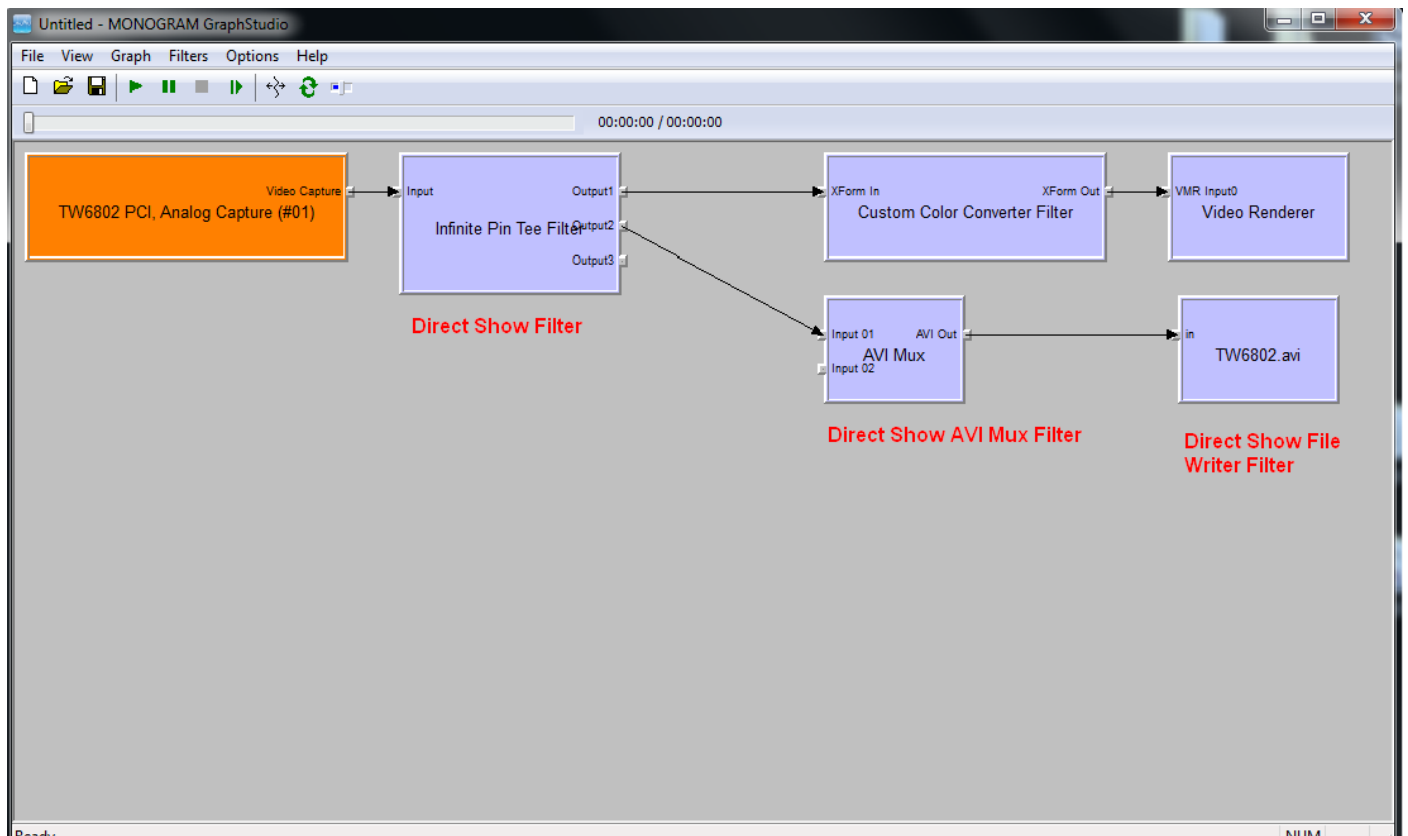 Untitled - MONOGRAM GraphStudio
File View Graph Filters Options Help
00:00:00 / 00:00:00
Video Capture
TW6802 PCI, Analog Capture (#01)
Input
Output1
Infinite Pin Tee Filter
Output2
Output3
XForm In
XForm Out
Custom Color Converter Filter
VMR Input0
Video Renderer
Direct Show Filter
Input 01
AVI Out
AVI Mux
Input 02
in
TW6802.avi
Direct Show AVI Mux Filter
Direct Show File
Writer Filter
Ready
NUM